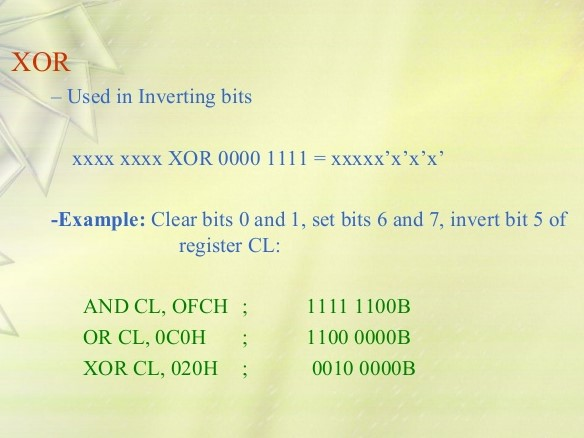 XOR
– Used in Inverting bits
xxxx xxxx XOR 0000 1111 = xxxxx’x’x’x’
-Example: Clear bits 0 and 1, set bits 6 and 7, invert bit 5 of
register CL:
AND CL, OFCH ; 1111 1100B
OR CL, 0C0H ; 1100 0000B
XOR CL, 020H ; 0010 0000B